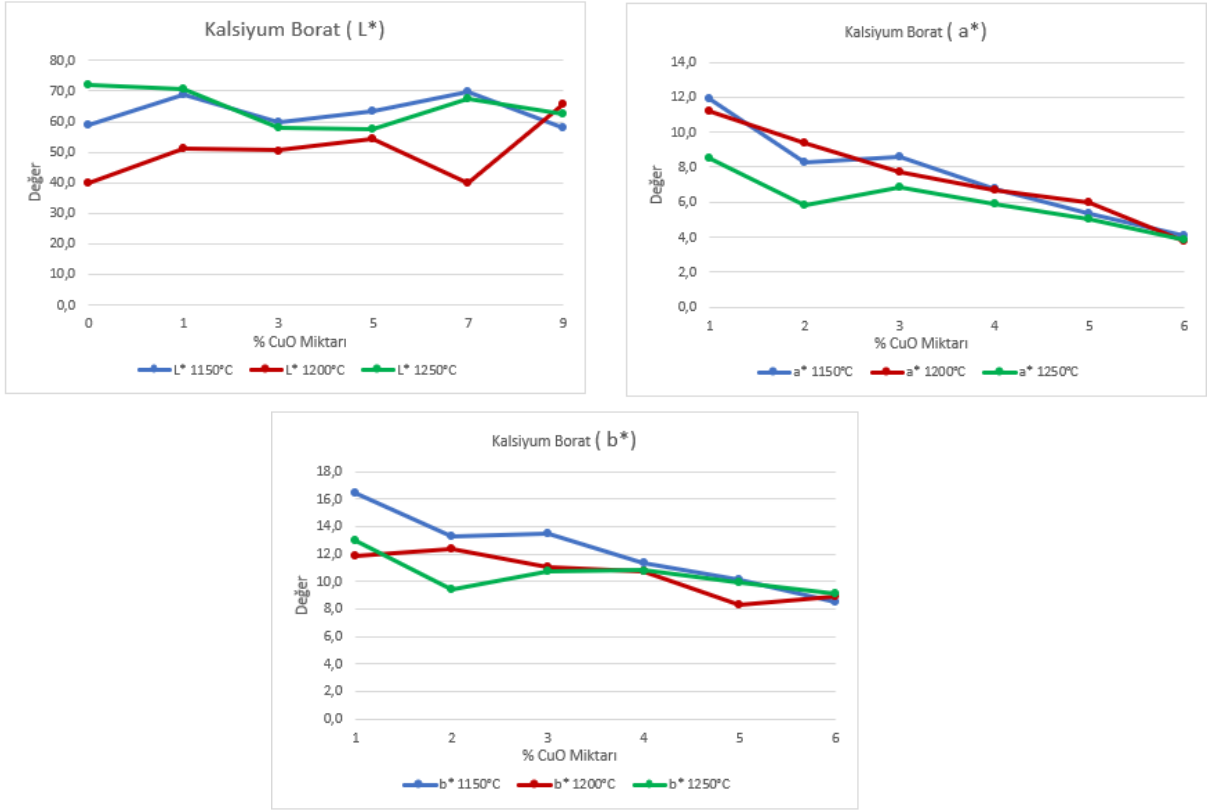 Kalsiyum Borat ( L*)
80,0
70,0
60,0
50,0
40,0
30,0
20,0
10,0
0,0
Değer
0 1 3 5 7 9
% CuO Miktarı
L* 1150°C L* 1200°C L* 1250°C
Kalsiyum Borat ( a*)
14,0
12,0
10,0
8,0
6,0
4,0
2,0
0,0
Değer
1 2 3 4 5 6
% CuO Miktarı
a* 1150°C a* 1200°C a* 1250°C
Kalsiyum Borat ( b*)
18,0
16,0
14,0
12,0
10,0
8,0
6,0
4,0
2,0
0,0
Değer
1 2 3 4 5 6
% CuO Miktarı
b* 1150°C b* 1200°C b* 1250°C